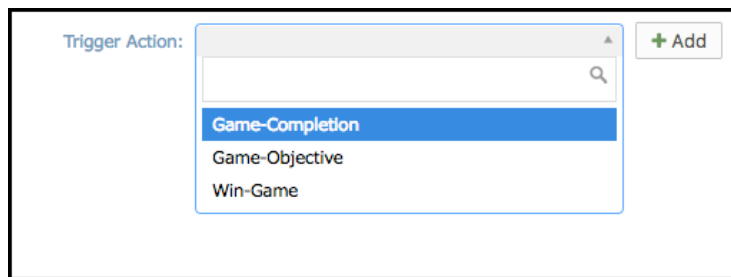 Trigger Action:
+ Add
Game-Completion
Game-Objective
Win-Game